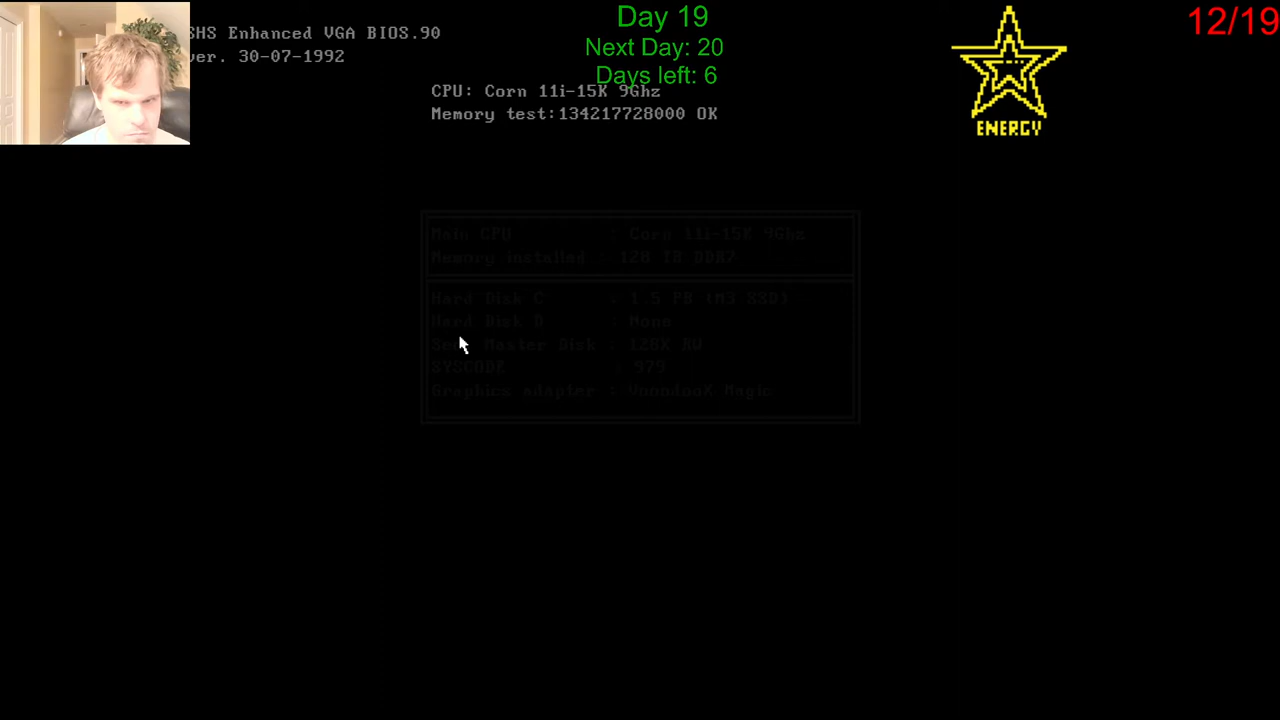 SHS Enhanced VGA BIOS.90
ver. 30-07-1992
Day 19
Next Day: 20
Days left: 6
12/19
ENERGY
CPU: Corn 11i-15K 9Ghz
Memory test:134217728000 OK
Main CPU : Corn 11i-15K 9Ghz
Memory installed : 128 TB DDR7
Hard Disk C : 1.5 PB (M3 SSD)
Hard Disk D : None
Master Disk : 128X RW
SYSCODE : 979
Graphics adapter : VoodooX Magic